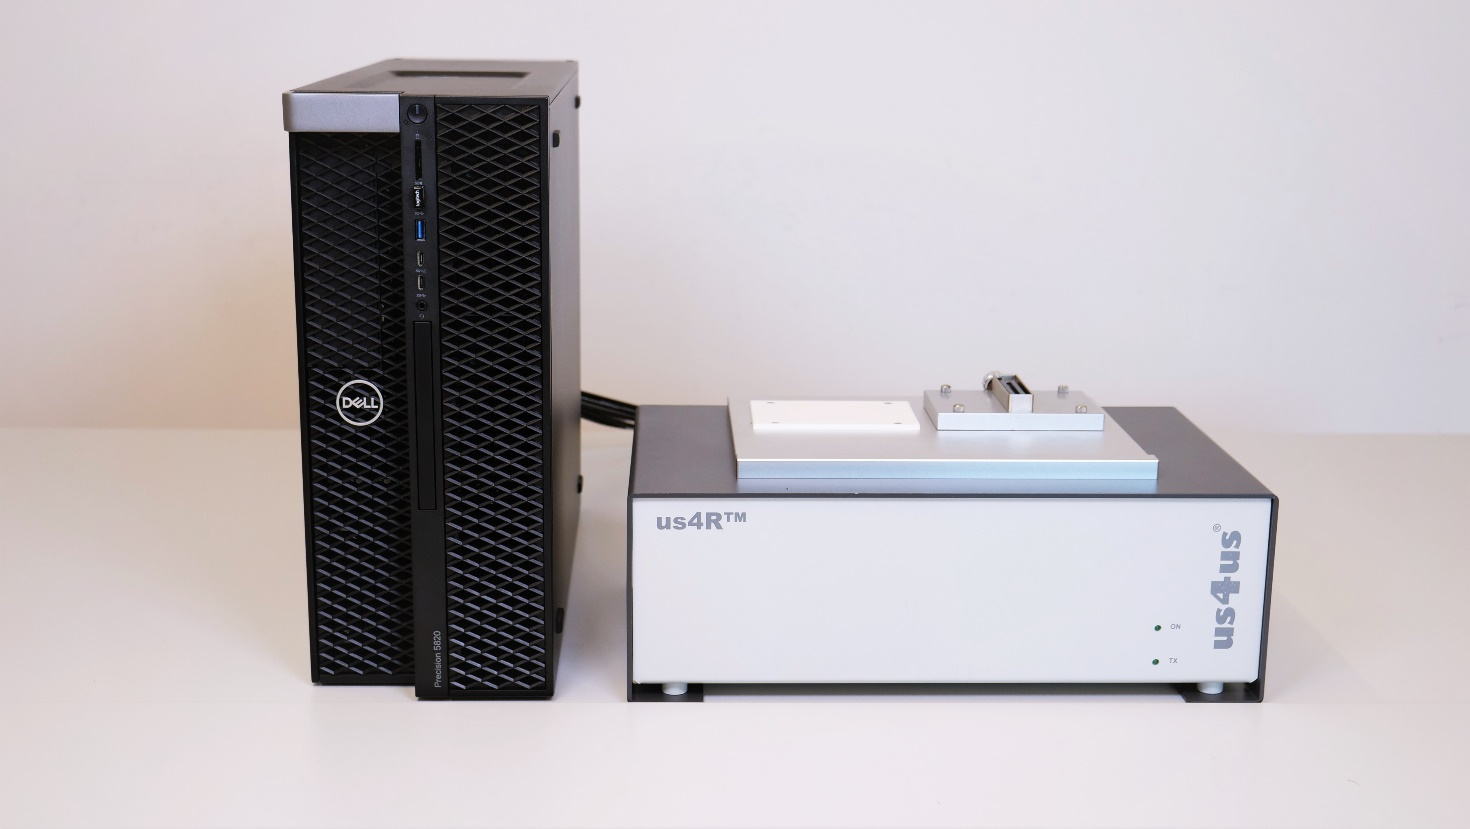 DELL
Precision 5820
us4R™
us4us®
ON
TX